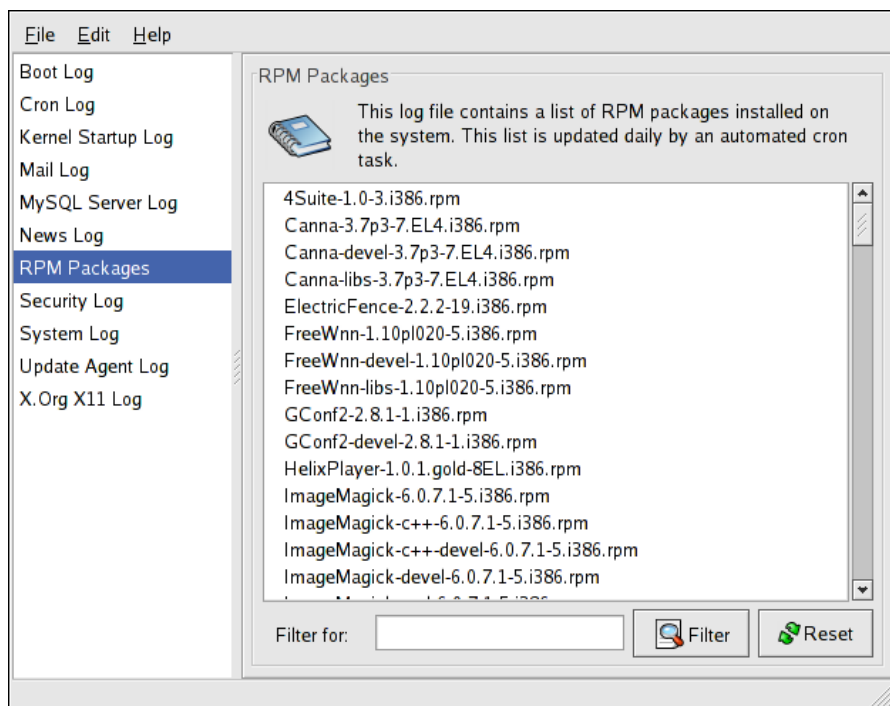 File Edit Help
Boot Log
Cron Log
Kernel Startup Log
Mail Log
MySQL Server Log
News Log
RPM Packages
Security Log
System Log
Update Agent Log
X.Org X11 Log
RPM Packages
This log file contains a list of RPM packages installed on
the system. This list is updated daily by an automated cron
task.
4Suite-1.0-3.i386.rpm
Canna-3.7p3-7.EL4.i386.rpm
Canna-devel-3.7p3-7.EL4.i386.rpm
Canna-libs-3.7p3-7.EL4.i386.rpm
ElectricFence-2.2.2-19.i386.rpm
FreeWnn-1.10pl020-5.i386.rpm
FreeWnn-devel-1.10pl020-5.i386.rpm
FreeWnn-libs-1.10pl020-5.i386.rpm
GConf2-2.8.1-1.i386.rpm
GConf2-devel-2.8.1-1.i386.rpm
HelixPlayer-1.0.1.gold-8EL.i386.rpm
ImageMagick-6.0.7.1-5.i386.rpm
ImageMagick-c++-6.0.7.1-5.i386.rpm
ImageMagick-c++-devel-6.0.7.1-5.i386.rpm
ImageMagick-devel-6.0.7.1-5.i386.rpm
Filter for:
Filter
Reset